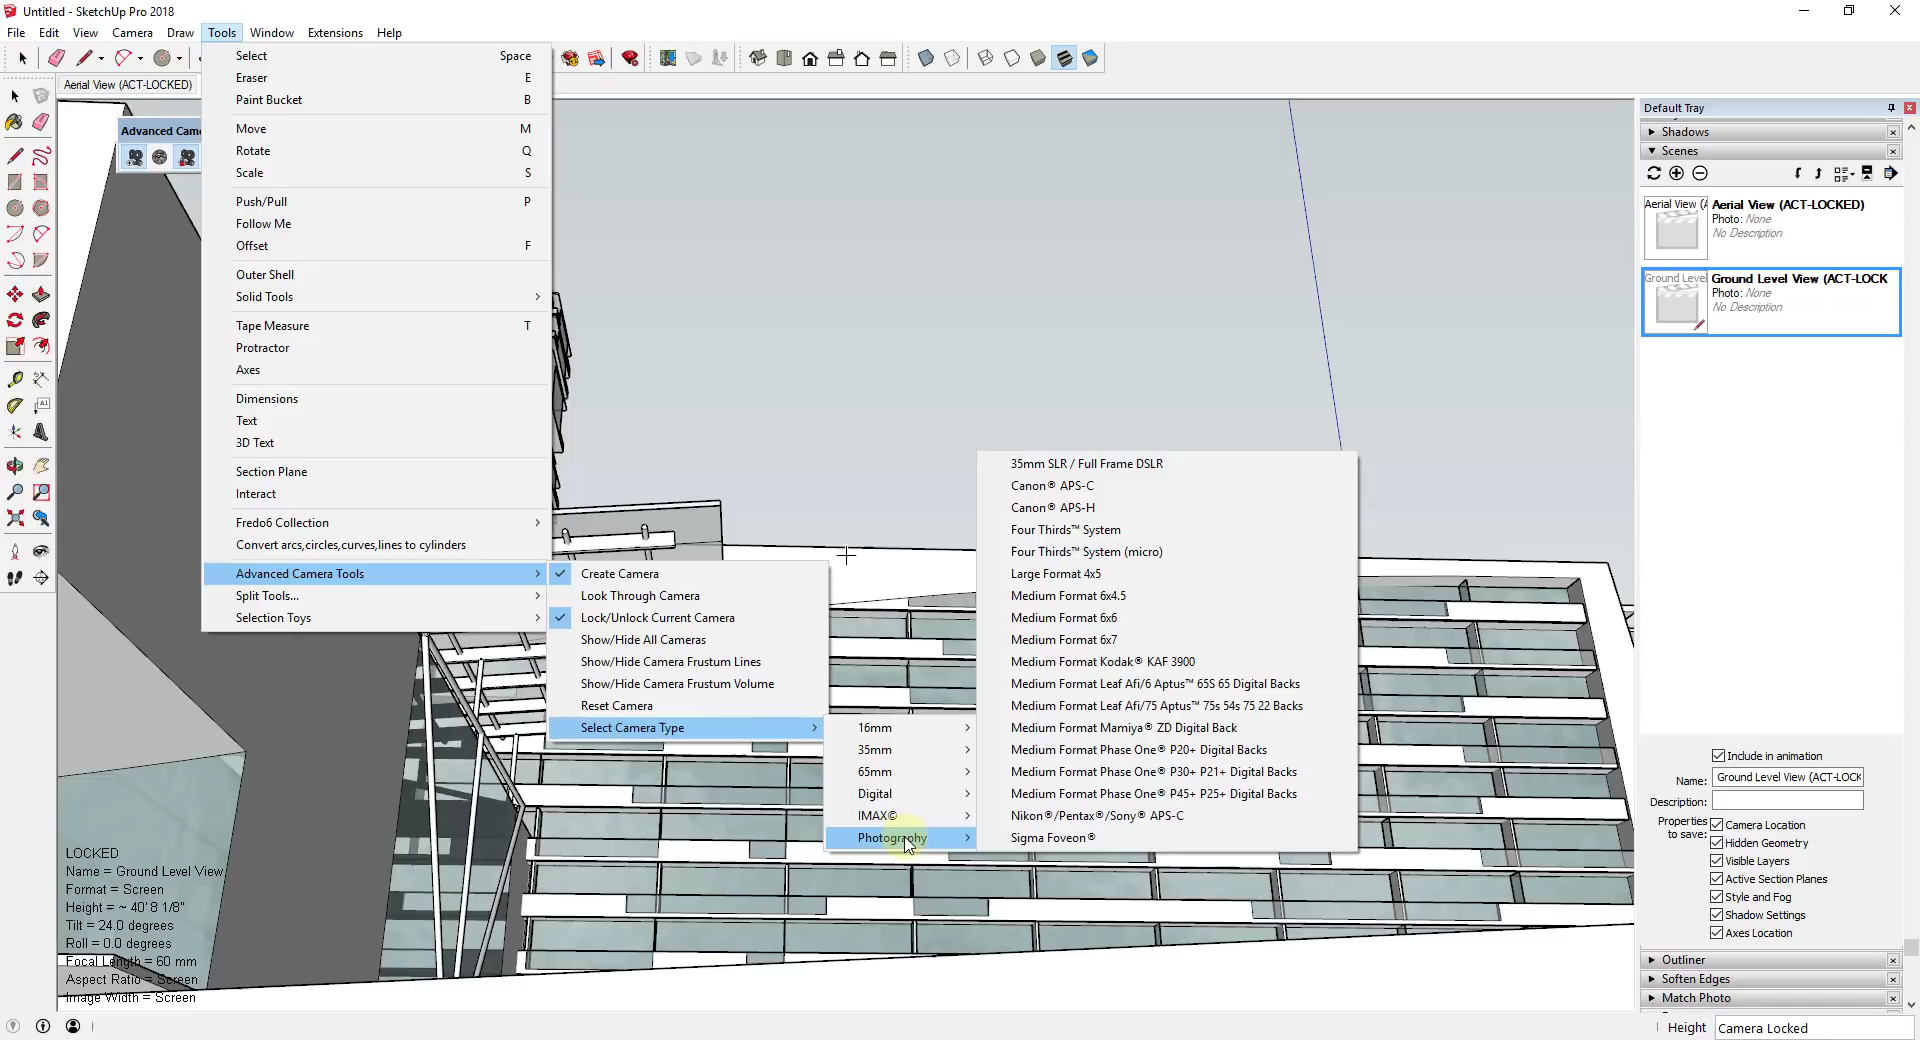 Untitled - SketchUp Pro 2018
File Edit View Camera Draw Tools Window Extensions Help
Aerial View (ACT-LOCKED)
Advanced Came
Select Space
Eraser E
Paint Bucket B
Move M
Rotate Q
Scale S
Push/Pull P
Follow Me
Offset F
Outer Shell
Solid Tools
Tape Measure T
Protractor
Axes
Dimensions
Text
3D Text
Section Plane
Interact
Fredo6 Collection
Convert arcs,circles,curves,lines to cylinders
Advanced Camera Tools
Split Tools...
Selection Toys
Create Camera
Look Through Camera
Lock/Unlock Current Camera
Show/Hide All Cameras
Show/Hide Camera Frustum Lines
Show/Hide Camera Frustum Volume
Reset Camera
Select Camera Type
16mm
35mm
65mm
Digital
IMAX©
Photography
35mm SLR / Full Frame DSLR
Canon® APS-C
Canon® APS-H
Four Thirds™ System
Four Thirds™ System (micro)
Large Format 4x5
Medium Format 6x4.5
Medium Format 6x6
Medium Format 6x7
Medium Format Kodak® KAF 3900
Medium Format Leaf Afi/6 Aptus™ 65S 65 Digital Backs
Medium Format Leaf Afi/75 Aptus™ 75s 54s 75 22 Backs
Medium Format Mamiya® ZD Digital Back
Medium Format Phase One® P20+ Digital Backs
Medium Format Phase One® P30+ P21+ Digital Backs
Medium Format Phase One® P45+ P25+ Digital Backs
Nikon®/Pentax®/Sony® APS-C
Sigma Foveon®
LOCKED
Name = Ground Level View
Format = Screen
Height = ~ 40' 8 1/8"
Tilt = 24.0 degrees
Roll = 0.0 degrees
Focal Length = 60 mm
Aspect Ratio = Screen
Image Width = Screen
Default Tray
Shadows
Scenes
Aerial View (A
Aerial View (ACT-LOCKED)
Photo: None
No Description
Ground Leve
Ground Level View (ACT-LOCK
Photo: None
No Description
Include in animation
Name: Ground Level View (ACT-LOCK
Description:
Properties to save:
Camera Location
Hidden Geometry
Visible Layers
Active Section Planes
Style and Fog
Shadow Settings
Axes Location
Outliner
Soften Edges
Match Photo
Height Camera Locked